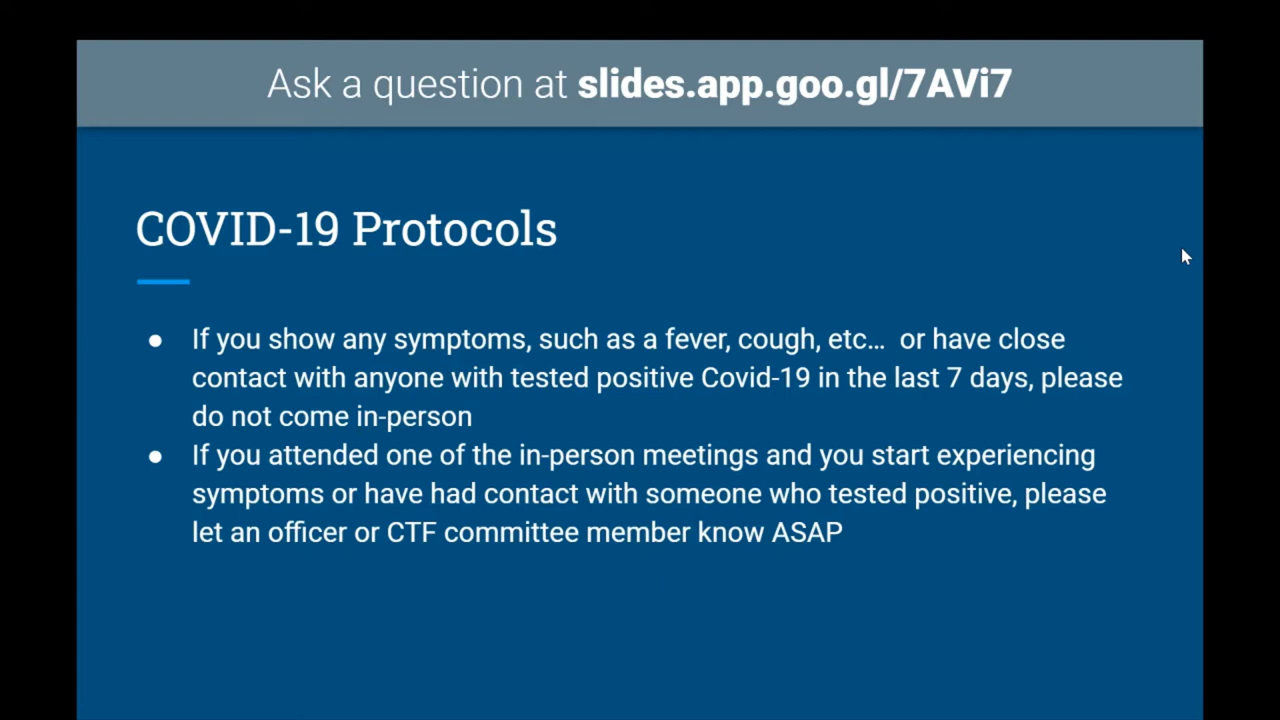 Ask a question at slides.app.goo.gl/7AVi7
COVID-19 Protocols
● If you show any symptoms, such as a fever, cough, etc… or have close
contact with anyone with tested positive Covid-19 in the last 7 days, please
do not come in-person
● If you attended one of the in-person meetings and you start experiencing
symptoms or have had contact with someone who tested positive, please
let an officer or CTF committee member know ASAP